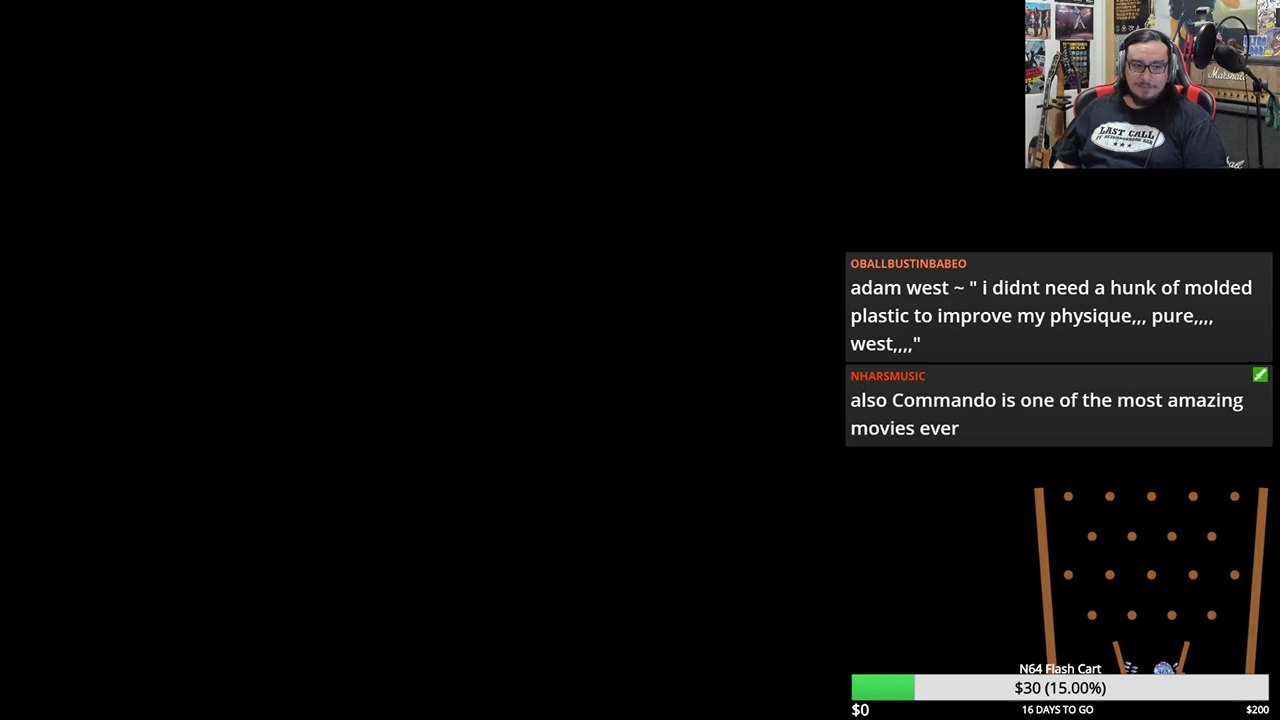 Marshall
LAST CALL
OBALLBUSTINBABEO
adam west ~ " i didnt need a hunk of molded
plastic to improve my physique,,, pure,,,,
west,,,,"
NHARSMUSIC
also Commando is one of the most amazing
movies ever
N64 Flash Cart
$30 (15.00%)
$0
16 DAYS TO GO
$200